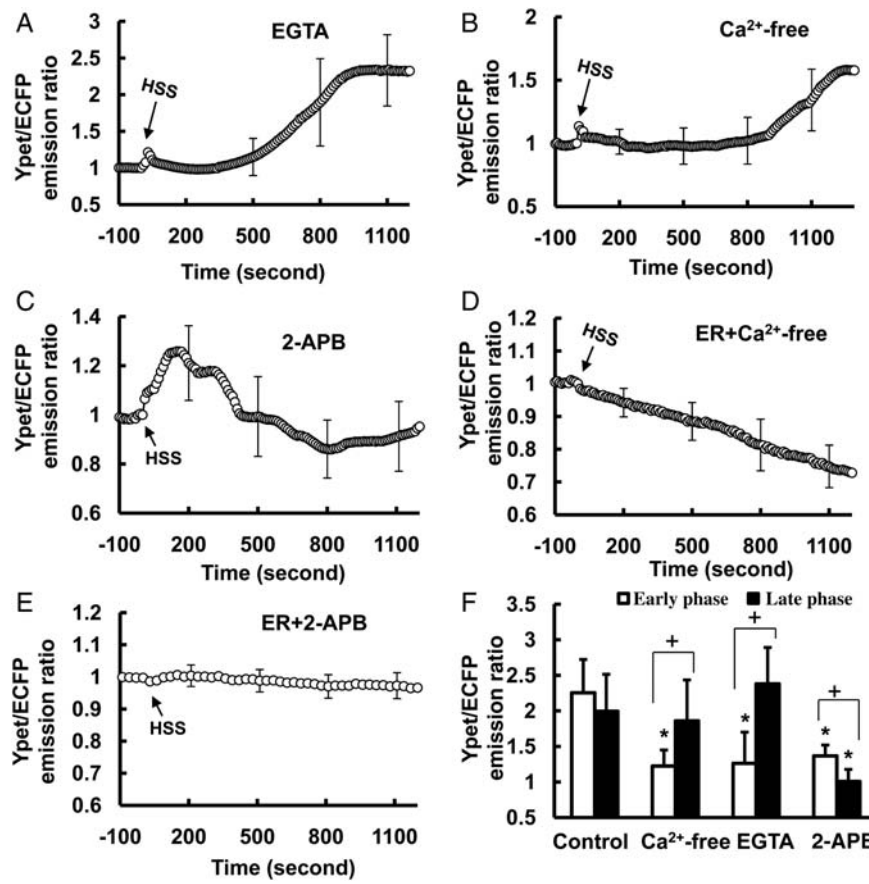 A
EGTA
Ypet/ECFP
emission ratio
3
2.5
2
1.5
1
0.5
HSS
-100 200 500 800 1100
Time (second)
B
Ca²⁺-free
Ypet/ECFP
emission ratio
2
1.5
1
0.5
HSS
-100 200 500 800 1100
Time (second)
C
2-APB
Ypet/ECFP
emission ratio
1.4
1.2
1
0.8
0.6
HSS
-100 200 500 800 1100
Time (second)
D
ER+Ca²⁺-free
Ypet/ECFP
emission ratio
1.2
1.1
1
0.9
0.8
0.7
0.6
HSS
-100 200 500 800 1100
Time (second)
E
ER+2-APB
Ypet/ECFP
emission ratio
1.2
1.1
1
0.9
0.8
0.7
0.6
HSS
-100 200 500 800 1100
Time (second)
F
Early phase Late phase
Ypet/ECFP
emission ratio
3.5
3
2.5
2
1.5
1
0.5
+ + +
* * * *
Control Ca²⁺-free EGTA 2-APB